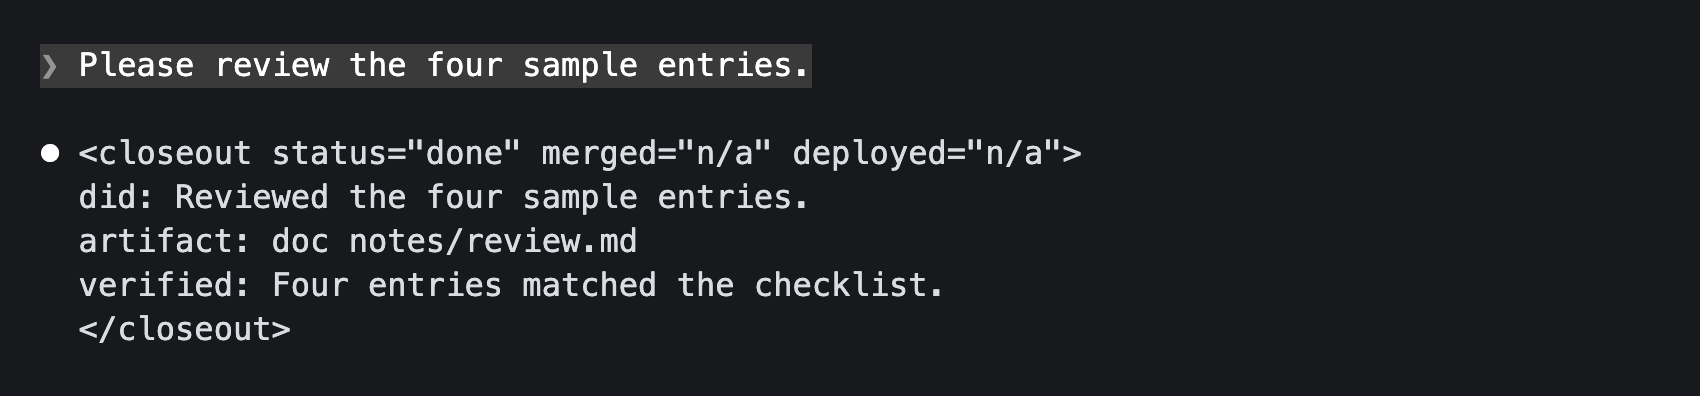 ❯ Please review the four sample entries.
● <closeout status="done" merged="n/a" deployed="n/a">
did: Reviewed the four sample entries.
artifact: doc notes/review.md
verified: Four entries matched the checklist.
</closeout>